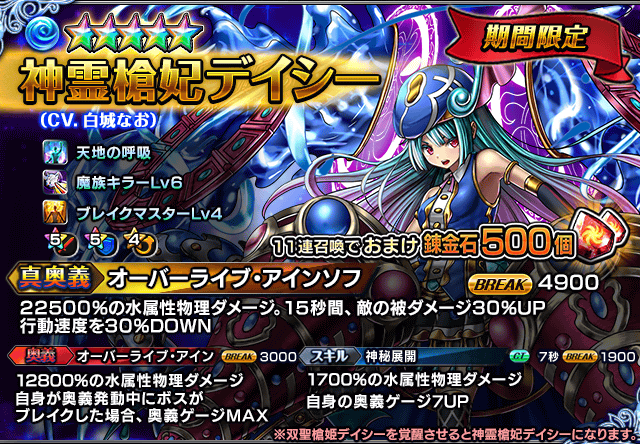 期間限定
神霊槍妃デイシー
(CV. 白城なお)
天地の呼吸
魔族キラーLv6
ブレイクマスターLv4
5 5 4
11連召喚で おまけ 錬金石500個
真奥義 オーバーライブ・アインソフ BREAK 4900
22500%の水属性物理ダメージ。15秒間、敵の被ダメージ30%UP
行動速度を30%DOWN
奥義 オーバーライブ・アイン BREAK 3000
12800%の水属性物理ダメージ
自身が奥義発動中にボスが
ブレイクした場合、奥義ゲージMAX
スキル 神秘展開 CT 7秒 BREAK 1900
1700%の水属性物理ダメージ
自身の奥義ゲージ7UP
※双聖槍姫デイシーを覚醒させると神霊槍妃デイシーになります。